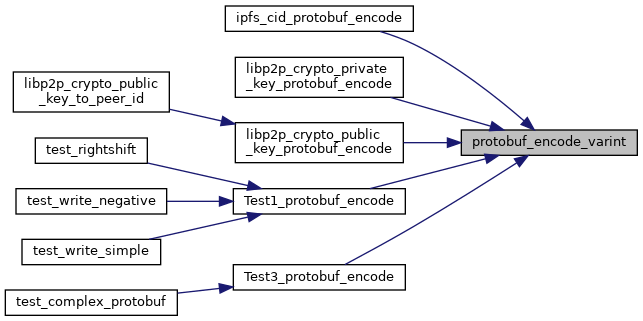 ipfs_cid_protobuf_encode
libp2p_crypto_private
_key_protobuf_encode
libp2p_crypto_public
_key_to_peer_id
libp2p_crypto_public
_key_protobuf_encode
protobuf_encode_varint
test_rightshift
test_write_negative
Test1_protobuf_encode
test_write_simple
Test3_protobuf_encode
test_complex_protobuf